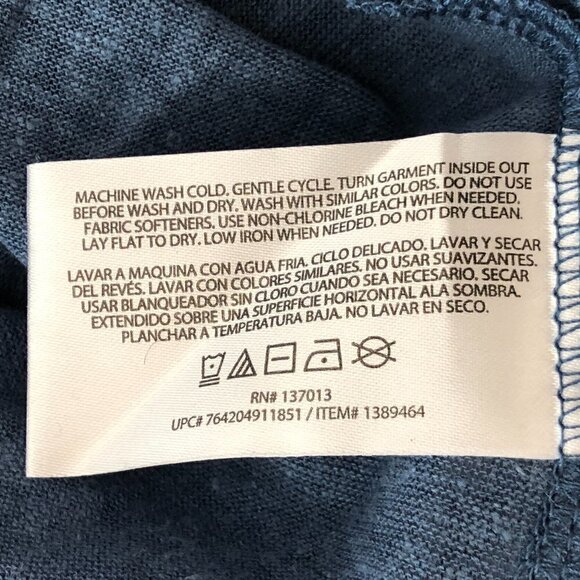 MACHINE WASH COLD. GENTLE CYCLE. TURN GARMENT INSIDE OUT
BEFORE WASH AND DRY. WASH WITH SIMILAR COLORS. DO NOT USE
FABRIC SOFTENERS. USE NON-CHLORINE BLEACH WHEN NEEDED.
LAY FLAT TO DRY. LOW IRON WHEN NEEDED. DO NOT DRY CLEAN.
LAVAR A MAQUINA CON AGUA FRIA. CICLO DELICADO. LAVAR Y SECAR
DEL REVÉS. LAVAR CON COLORES SIMILARES. NO USAR SUAVIZANTES.
USAR BLANQUEADOR SIN CLORO CUANDO SEA NECESARIO. SECAR
EXTENDIDO SOBRE UNA SUPERFICIE HORIZONTAL ALA SOMBRA.
PLANCHAR A TEMPERATURA BAJA. NO LAVAR EN SECO.
RN# 137013
UPC# 764204911851 / ITEM# 1389464